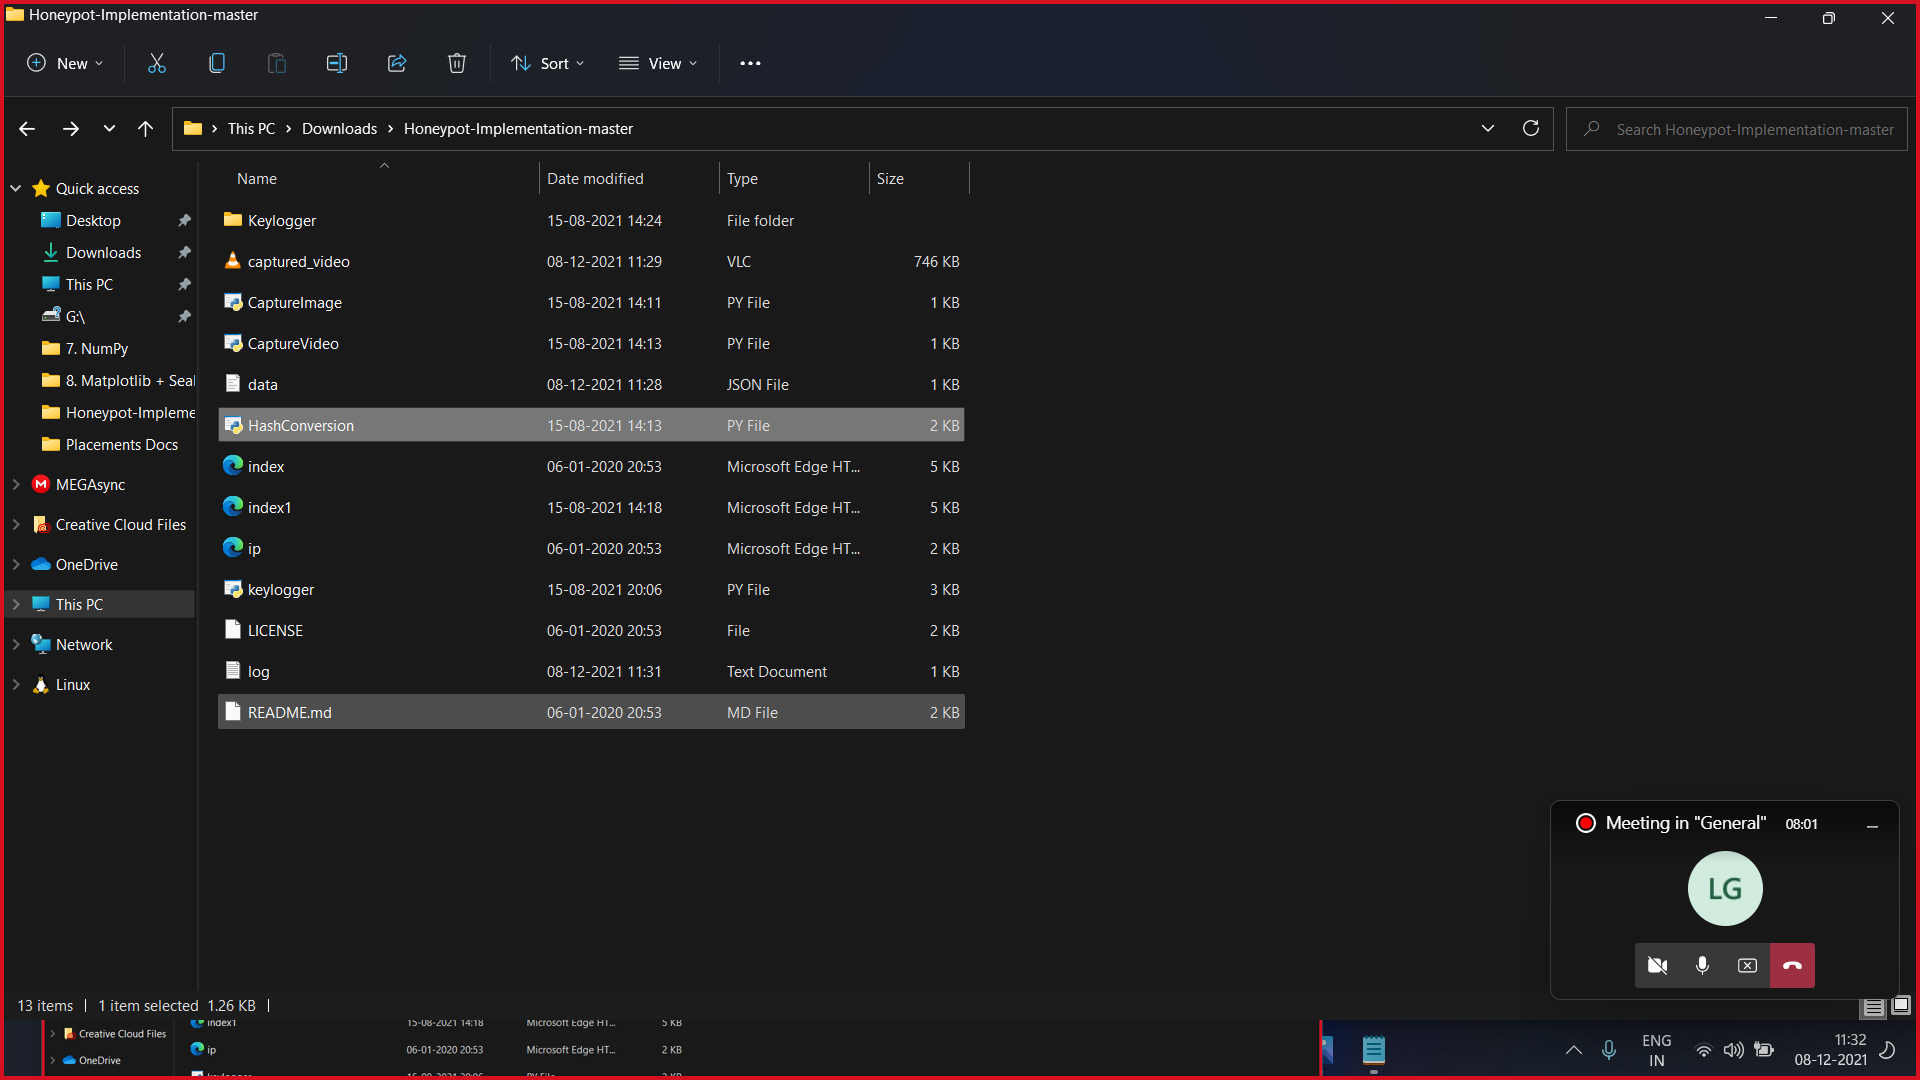 Honeypot-Implementation-master
New
Sort
View
This PC > Downloads > Honeypot-Implementation-master
Search Honeypot-Implementation-master
Quick access
Desktop
Downloads
This PC
G:\
7. NumPy
8. Matplotlib + Seal
Honeypot-Impleme
Placements Docs
MEGAsync
Creative Cloud Files
OneDrive
This PC
Network
Linux
Name Date modified Type Size
Keylogger 15-08-2021 14:24 File folder
captured_video 08-12-2021 11:29 VLC 746 KB
CaptureImage 15-08-2021 14:11 PY File 1 KB
CaptureVideo 15-08-2021 14:13 PY File 1 KB
data 08-12-2021 11:28 JSON File 1 KB
HashConversion 15-08-2021 14:13 PY File 2 KB
index 06-01-2020 20:53 Microsoft Edge HT... 5 KB
index1 15-08-2021 14:18 Microsoft Edge HT... 5 KB
ip 06-01-2020 20:53 Microsoft Edge HT... 2 KB
keylogger 15-08-2021 20:06 PY File 3 KB
LICENSE 06-01-2020 20:53 File 2 KB
log 08-12-2021 11:31 Text Document 1 KB
README.md 06-01-2020 20:53 MD File 2 KB
Meeting in "General" 08:01
LG
13 items 1 item selected 1.26 KB
index1 15-08-2021 14:18 Microsoft Edge HT... 5 KB
Creative Cloud Files
ip 06-01-2020 20:53 Microsoft Edge HT... 2 KB
OneDrive
ENG
IN
11:32
08-12-2021